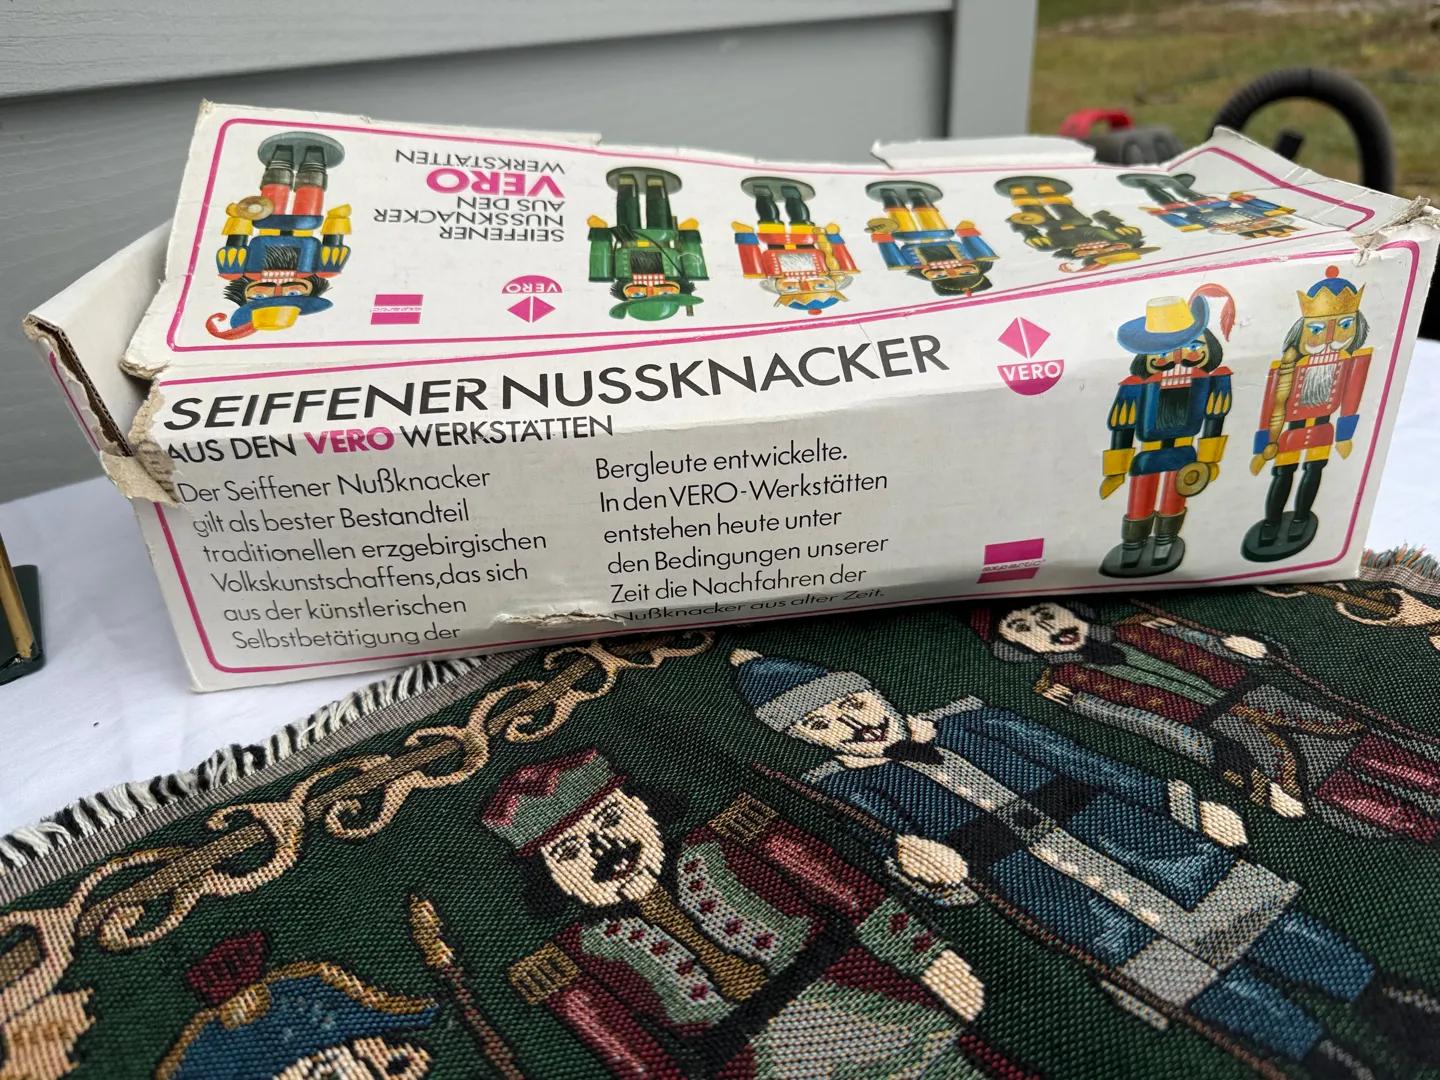 SEIFFENER
NUSSKNACKER
AUS DEN
VERO
WERKSTÄTTEN
VERO
expertic
SEIFFENER NUSSKNACKER
AUS DEN VERO WERKSTÄTTEN
Der Seiffener Nußknacker
gilt als bester Bestandteil
traditionellen erzgebirgischen
Volkskunstschaffens,das sich
aus der künstlerischen
Selbstbetätigung der
Bergleute entwickelte.
In den VERO-Werkstätten
entstehen heute unter
den Bedingungen unserer
Zeit die Nachfahren der
Nußknacker aus alter Zeit.
VERO
expertic